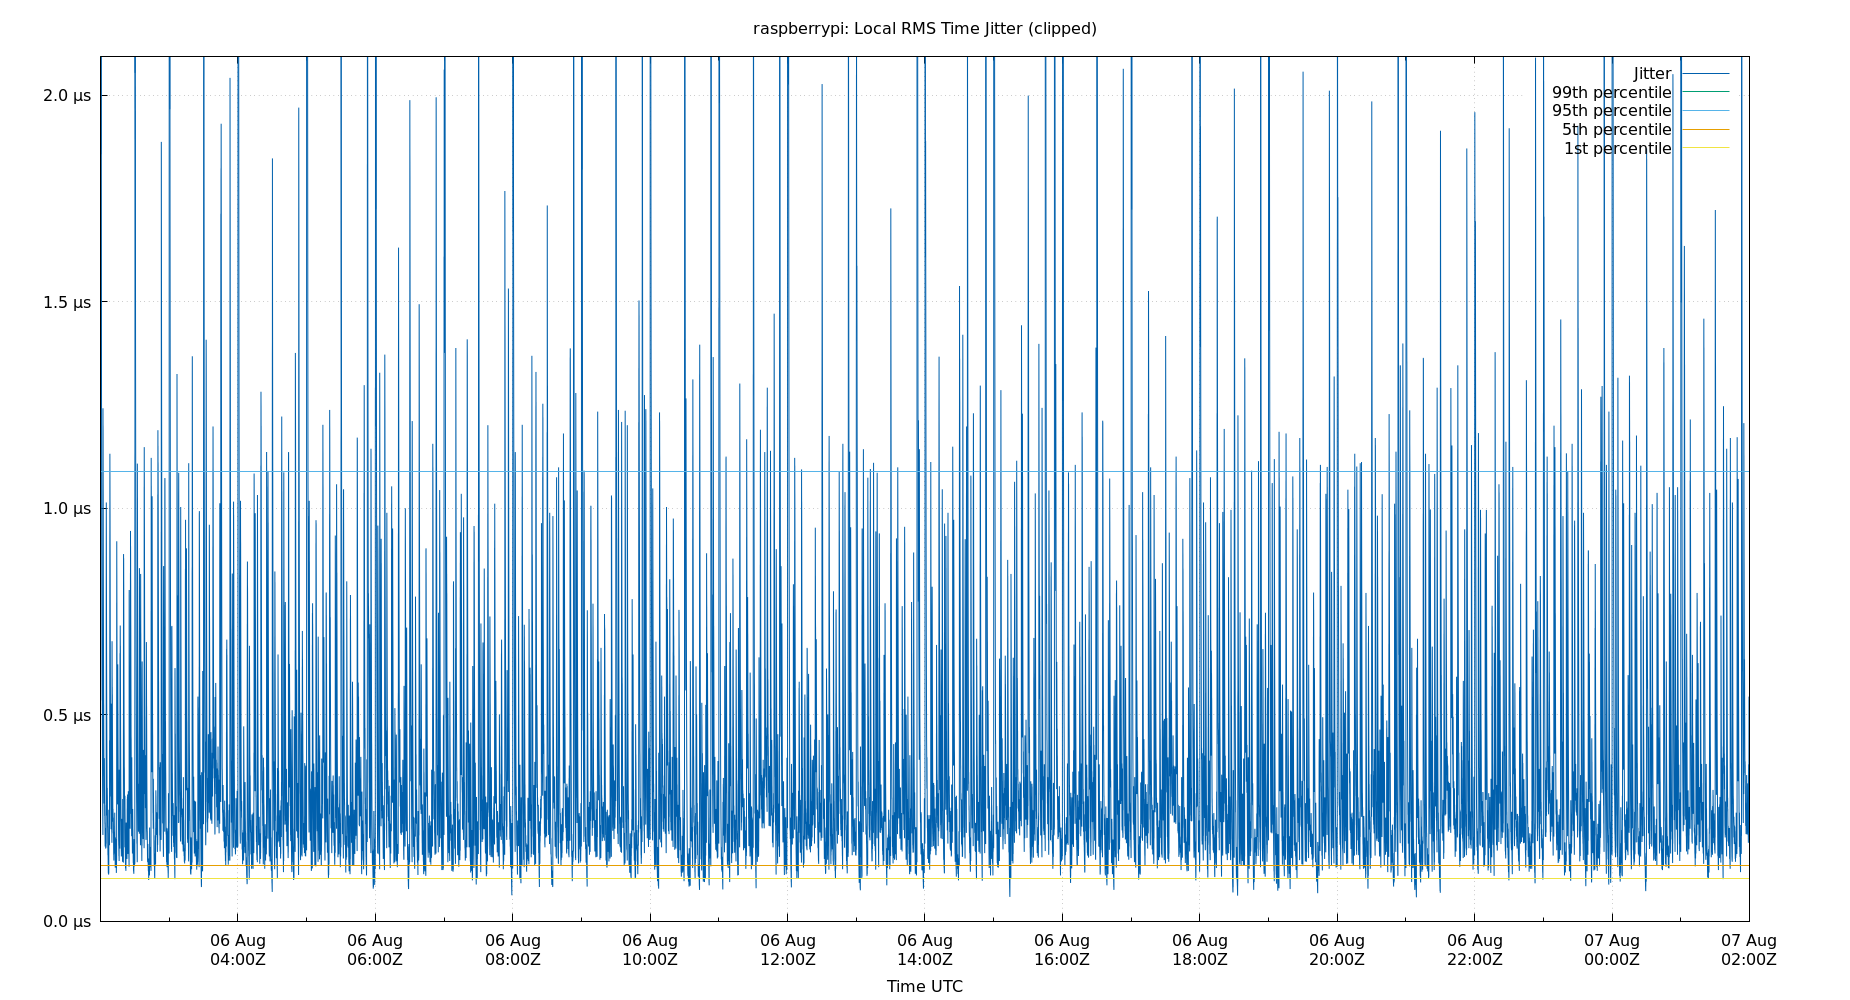 raspberrypi: Local RMS Time Jitter (clipped)
Jitter
99th percentile
95th percentile
5th percentile
1st percentile
2.0 μs
1.5 μs
1.0 μs
0.5 μs
0.0 μs
06 Aug 06 Aug 06 Aug 06 Aug 06 Aug 06 Aug 06 Aug 06 Aug 06 Aug 06 Aug 07 Aug 07 Aug
04:00Z 06:00Z 08:00Z 10:00Z 12:00Z 14:00Z 16:00Z 18:00Z 20:00Z 22:00Z 00:00Z 02:00Z
Time UTC